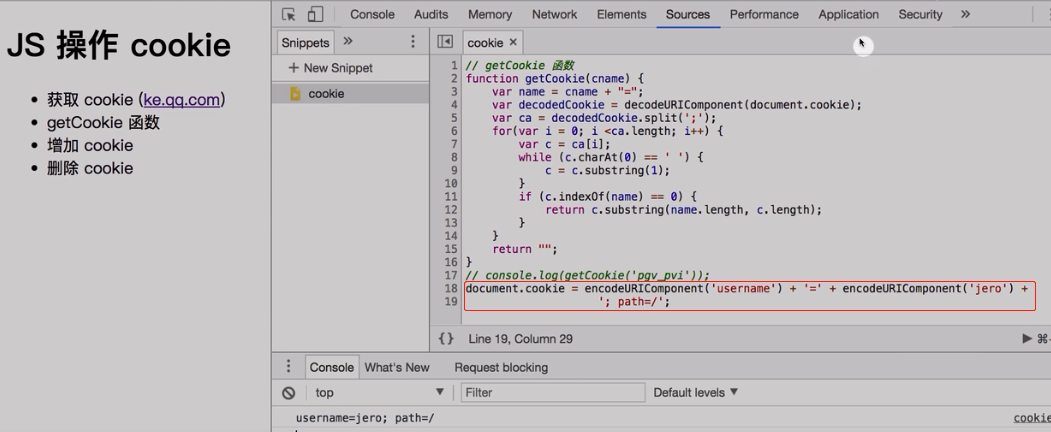 JS 操作 cookie
获取 cookie (ke.qq.com)
getCookie 函数
增加 cookie
删除 cookie
Console Audits Memory Network Elements Sources Performance Application Security »
Snippets »
cookie ×
+ New Snippet
cookie
1 // getCookie 函数
2 function getCookie(cname) {
3 var name = cname + "=";
4 var decodedCookie = decodeURIComponent(document.cookie);
5 var ca = decodedCookie.split(';');
6 for(var i = 0; i <ca.length; i++) {
7 var c = ca[i];
8 while (c.charAt(0) == ' ') {
9 c = c.substring(1);
10 }
11 if (c.indexOf(name) == 0) {
12 return c.substring(name.length, c.length);
13 }
14 }
15 return "";
16 }
17 // console.log(getCookie('pgv_pvi'));
18 document.cookie = encodeURIComponent('username') + '=' + encodeURIComponent('jero') +
19 '; path=/';
{} Line 19, Column 29
⌘
Console What's New Request blocking
top Filter Default levels
username=jero; path=/ cookie